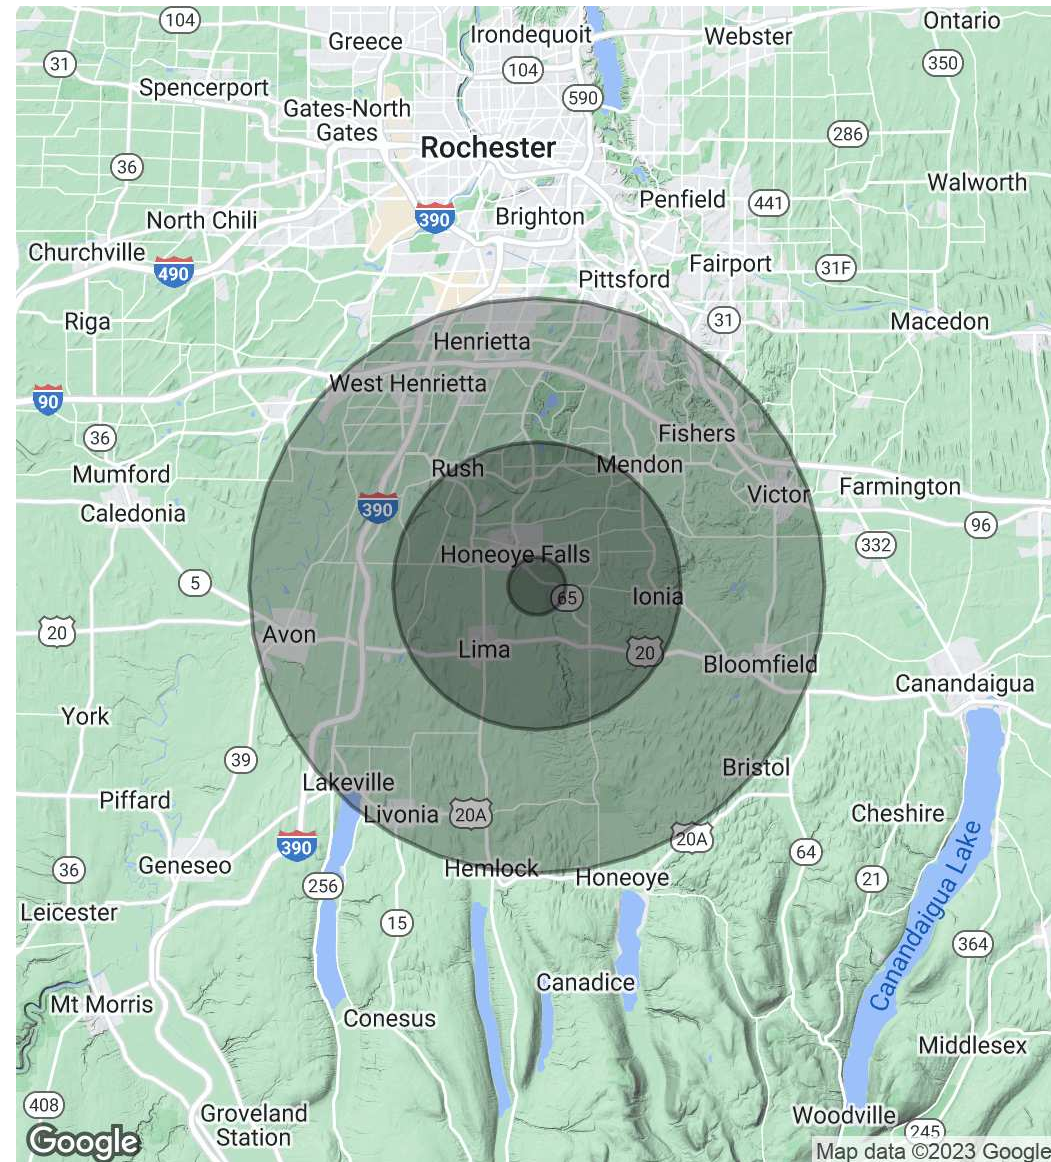 104
Greece
Irondequoit
Webster
Ontario
31
104
350
Spencerport
590
Gates-North
Gates
286
Rochester
36
Walworth
Penfield
441
North Chili
390
Brighton
Churchville
490
Fairport
31F
Pittsford
Riga
31
Macedon
Henrietta
West Henrietta
90
36
Fishers
Mumford
Rush
Mendon
Caledonia
390
Victor
Farmington
96
332
Honeoye Falls
5
65
Ionia
20
Avon
Lima
20
Bloomfield
Canandaigua
York
39
Bristol
Lakeville
Piffard
Livonia
20A
Cheshire
390
20A
64
Geneseo
36
Hemlock
Honeoye
21
256
Leicester
15
Canandaigua Lake
364
Canadice
Mt Morris
Conesus
Middlesex
408
Groveland
Station
Woodville
245
Google
Map data ©2023 Google